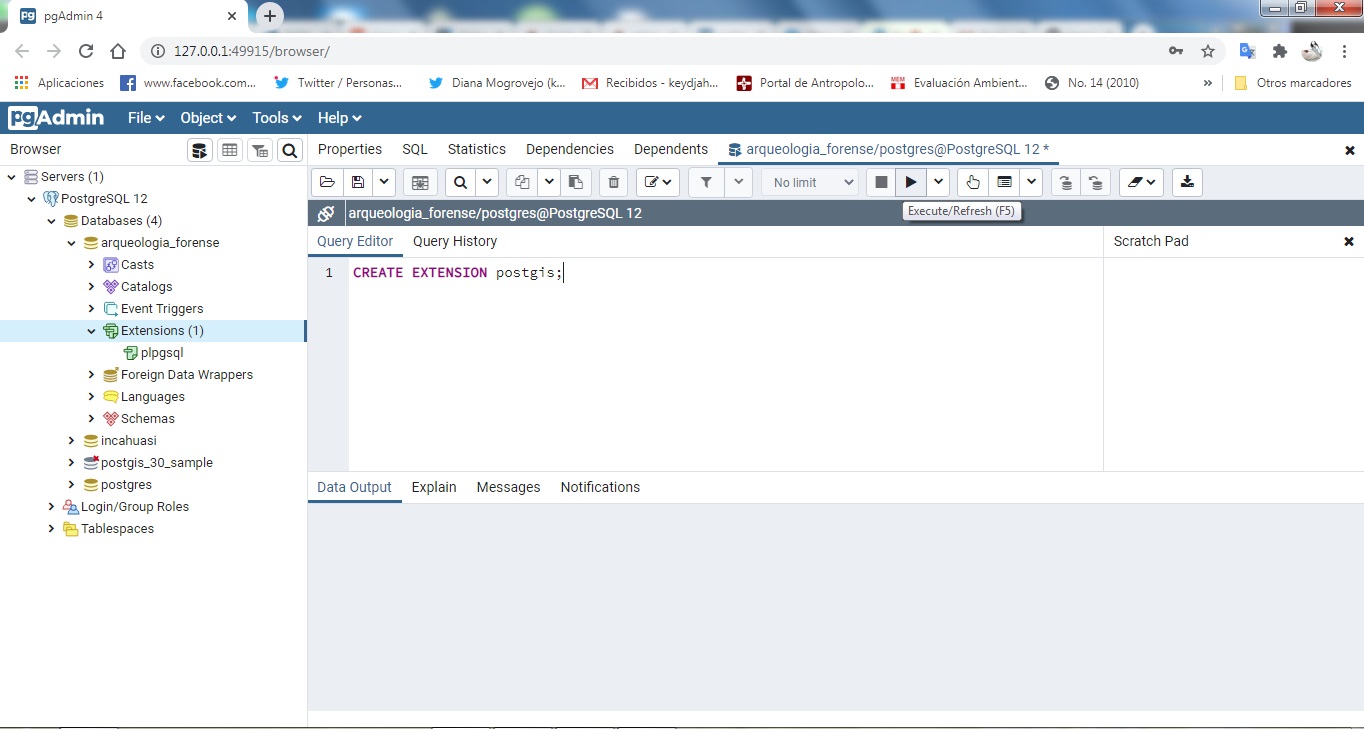 pgAdmin 4
127.0.0.1:49915/browser/
Aplicaciones www.facebook.com... Twitter / Personas... Diana Mogrovejo (k... Recibidos - keydjah... Portal de Antropolo... MEM Evaluación Ambient... No. 14 (2010) » Otros marcadores
pgAdmin File Object Tools Help
Browser
Properties SQL Statistics Dependencies Dependents arqueologia_forense/postgres@PostgreSQL 12 *
No limit
Execute/Refresh (F5)
arqueologia_forense/postgres@PostgreSQL 12
Query Editor Query History
Scratch Pad
1 CREATE EXTENSION postgis;
Servers (1)
PostgreSQL 12
Databases (4)
arqueologia_forense
Casts
Catalogs
Event Triggers
Extensions (1)
plpgsql
Foreign Data Wrappers
Languages
Schemas
incahuasi
postgis_30_sample
postgres
Login/Group Roles
Tablespaces
Data Output Explain Messages Notifications